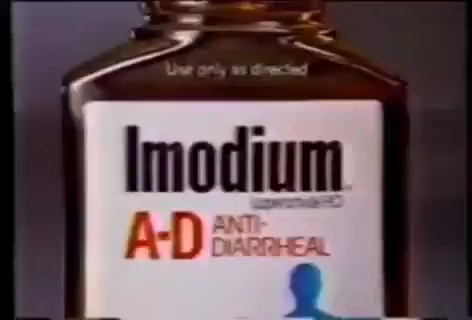 Use only as directed
Imodium
A-D ANTI-
DIARRHEAL